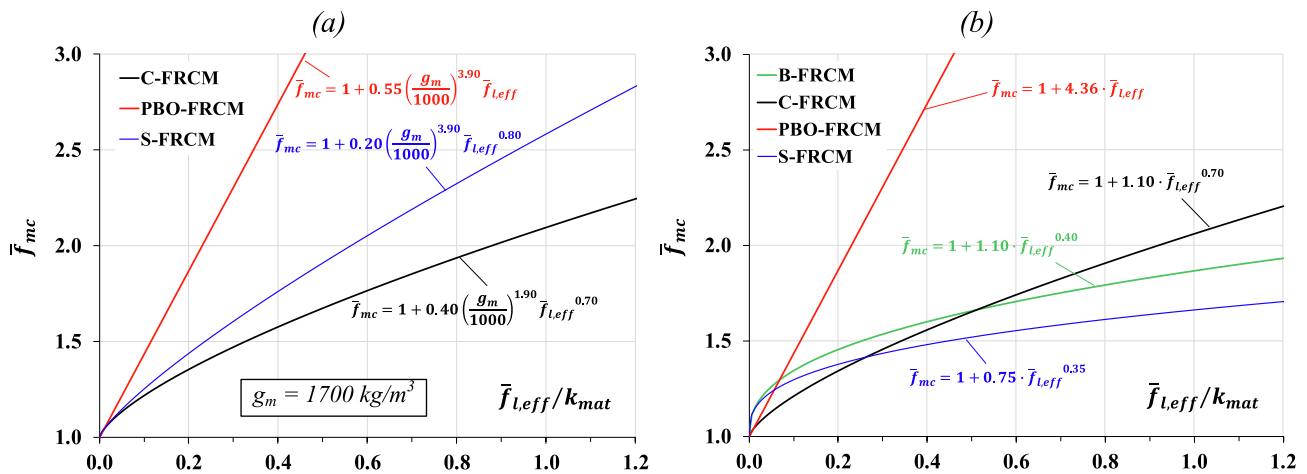 (a)
3.0
2.5
2.0
1.5
1.0
f̄mc
C-FRCM
PBO-FRCM
S-FRCM
f̄mc = 1 + 0.55 (gm/1000)^3.90 f̄l,eff
f̄mc = 1 + 0.20 (gm/1000)^3.90 f̄l,eff^0.80
f̄mc = 1 + 0.40 (gm/1000)^1.90 f̄l,eff^0.70
gm = 1700 kg/m³
f̄l,eff/kmat
0.0 0.2 0.4 0.6 0.8 1.0 1.2
(b)
3.0
2.5
2.0
1.5
1.0
f̄mc
B-FRCM
C-FRCM
PBO-FRCM
S-FRCM
f̄mc = 1 + 4.36 · f̄l,eff
f̄mc = 1 + 1.10 · f̄l,eff^0.70
f̄mc = 1 + 1.10 · f̄l,eff^0.40
f̄mc = 1 + 0.75 · f̄l,eff^0.35
f̄l,eff/kmat
0.0 0.2 0.4 0.6 0.8 1.0 1.2